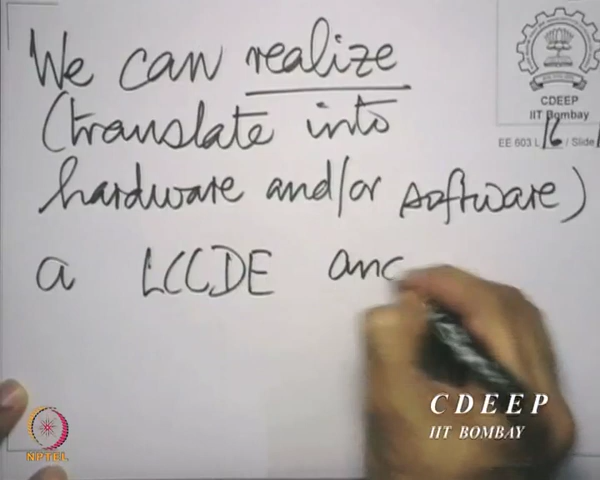 We can realize
(translate into
hardware and/or software)
a LCCDE anc
CDEEP
IIT Bombay
EE 603 L 16 / Slide
CDEEP
IIT BOMBAY
NPTEL